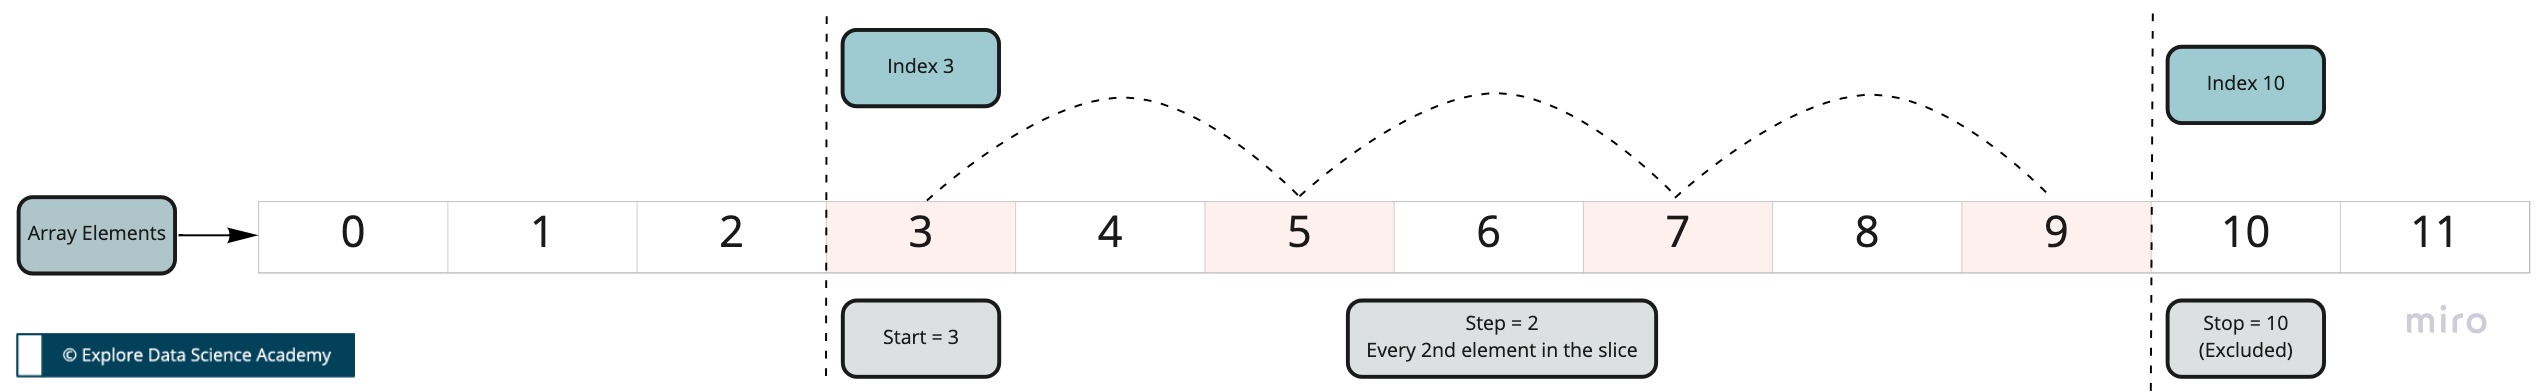 Index 3
Index 10
Array Elements
0 1 2 3 4 5 6 7 8 9 10 11
Start = 3
Step = 2
Every 2nd element in the slice
Stop = 10
(Excluded)
miro
© Explore Data Science Academy